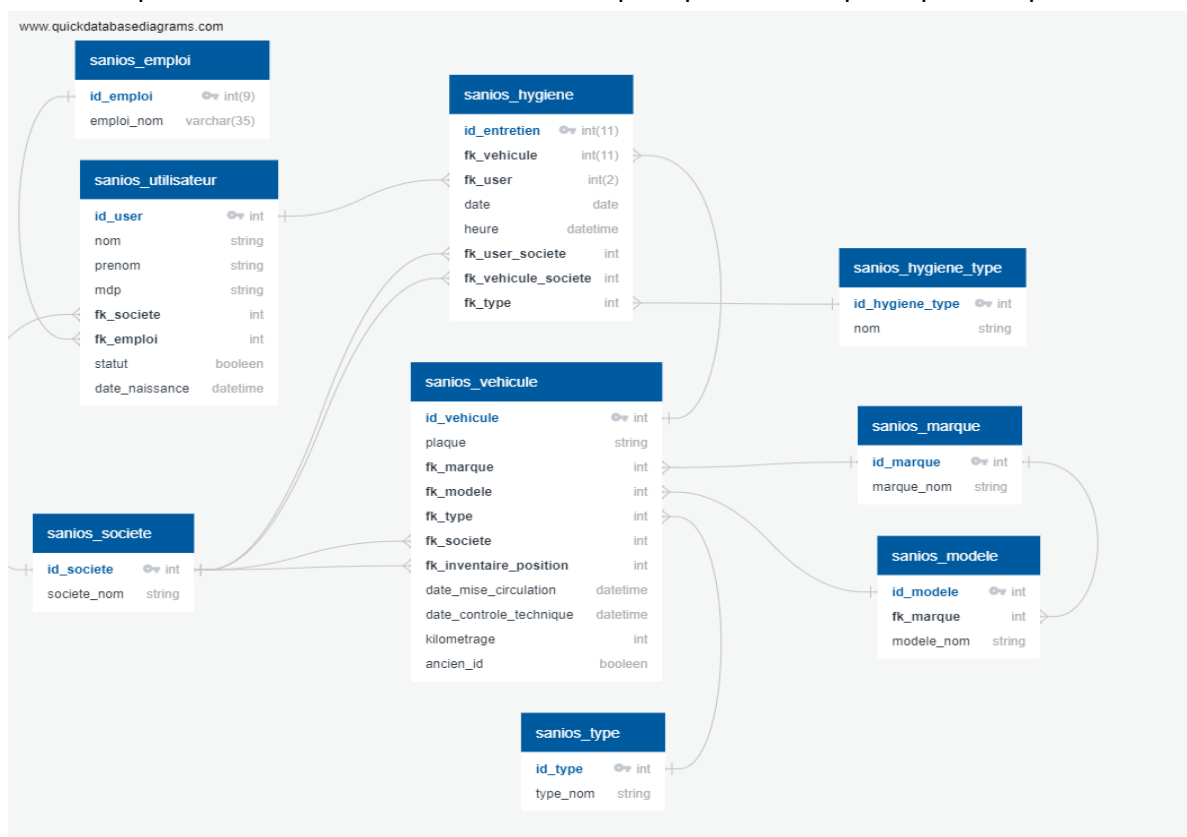 www.quickdatabasediagrams.com
sanios_emploi
id_emploi int(9)
emploi_nom varchar(35)
sanios_utilisateur
id_user int
nom string
prenom string
mdp string
fk_societe int
fk_emploi int
statut booleen
date_naissance datetime
sanios_societe
id_societe int
societe_nom string
sanios_hygiene
id_entretien int(11)
fk_vehicule int(11)
fk_user int(2)
date date
heure datetime
fk_user_societe int
fk_vehicule_societe int
fk_type int
sanios_vehicule
id_vehicule int
plaque string
fk_marque int
fk_modele int
fk_type int
fk_societe int
fk_inventaire_position int
date_mise_circulation datetime
date_controle_technique datetime
kilometrage int
ancien_id booleen
sanios_type
id_type int
type_nom string
sanios_hygiene_type
id_hygiene_type int
nom string
sanios_marque
id_marque int
marque_nom string
sanios_modele
id_modele int
fk_marque int
modele_nom string